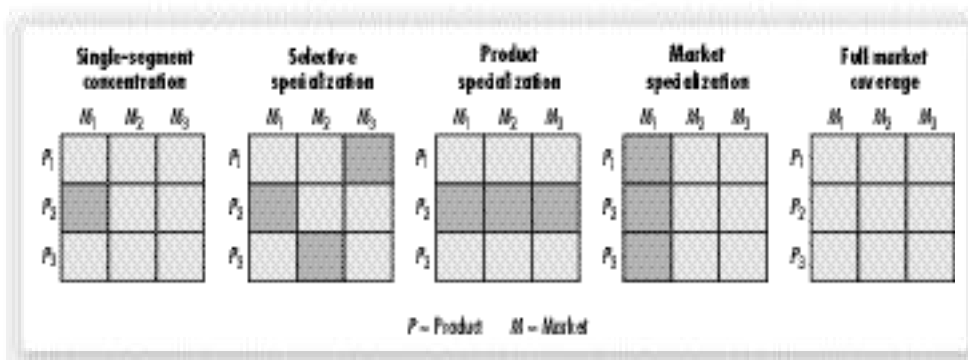 Single-segment
concentration
Selective
specialization
Product
specialization
Market
specialization
Full market
coverage
M1 M2 M3
M1 M2 M3
M1 M2 M3
M1 M2 M3
M1 M2 M3
P1
P2
P3
P1
P2
P3
P1
P2
P3
P1
P2
P3
P1
P2
P3
P = Product M = Market